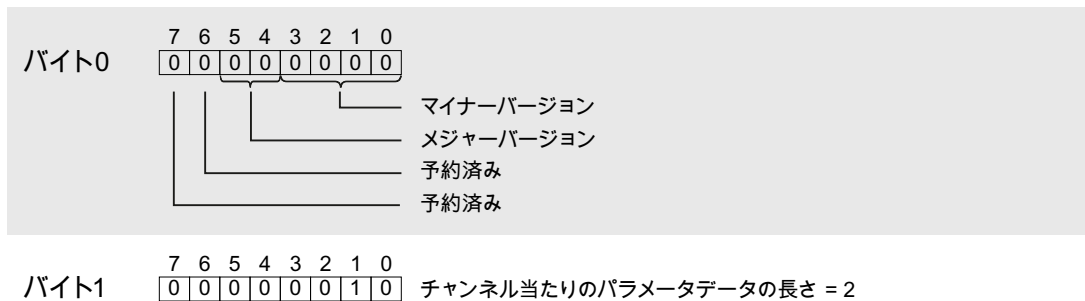 7 6 5 4 3 2 1 0
バイト0 0 0 0 0 0 0 0 0
マイナーバージョン
メジャーバージョン
予約済み
予約済み
7 6 5 4 3 2 1 0
バイト1 0 0 0 0 0 0 1 0 チャンネル当たりのパラメータデータの長さ = 2